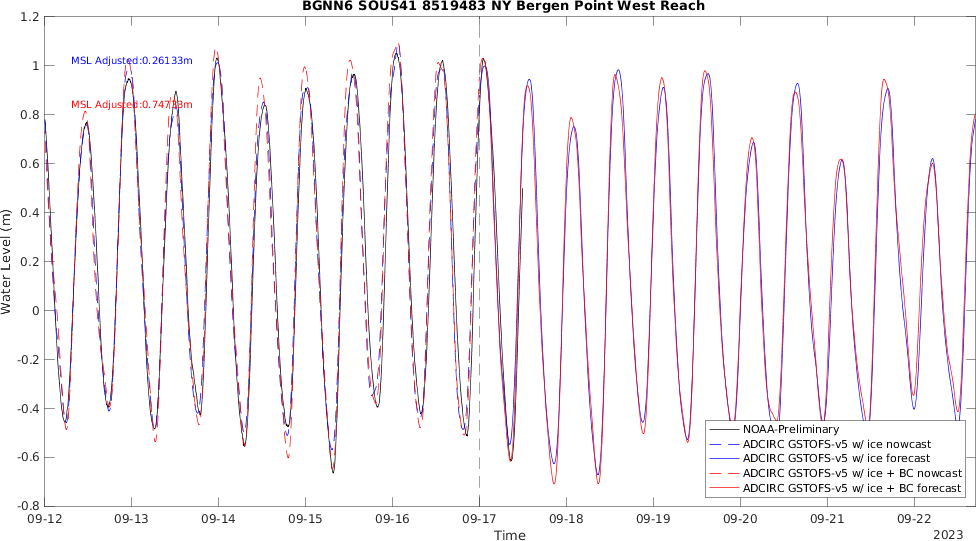 BGNN6 SOUS41 8519483 NY Bergen Point West Reach
1.2
1
0.8
0.6
0.4
0.2
0
-0.2
-0.4
-0.6
-0.8
Water Level (m)
MSL Adjusted:0.26133m
MSL Adjusted:0.74733m
NOAA-Preliminary
ADCIRC GSTOFS-v5 w/ ice nowcast
ADCIRC GSTOFS-v5 w/ ice forecast
ADCIRC GSTOFS-v5 w/ ice + BC nowcast
ADCIRC GSTOFS-v5 w/ ice + BC forecast
09-12 09-13 09-14 09-15 09-16 09-17 09-18 09-19 09-20 09-21 09-22
Time
2023